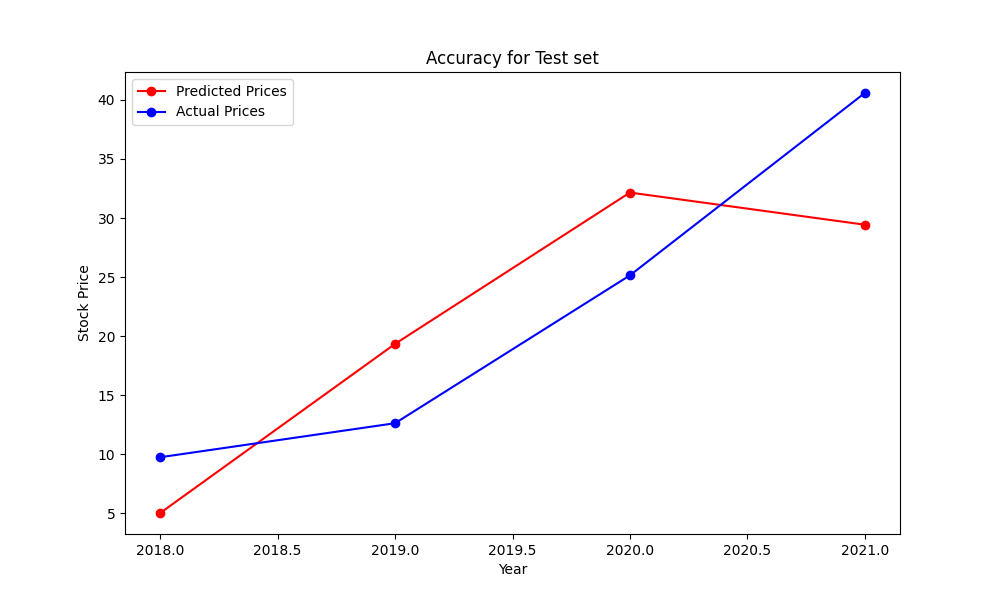 Accuracy for Test set
Predicted Prices
Actual Prices
40
35
30
25
20
15
10
5
Stock Price
2018.0 2018.5 2019.0 2019.5 2020.0 2020.5 2021.0
Year